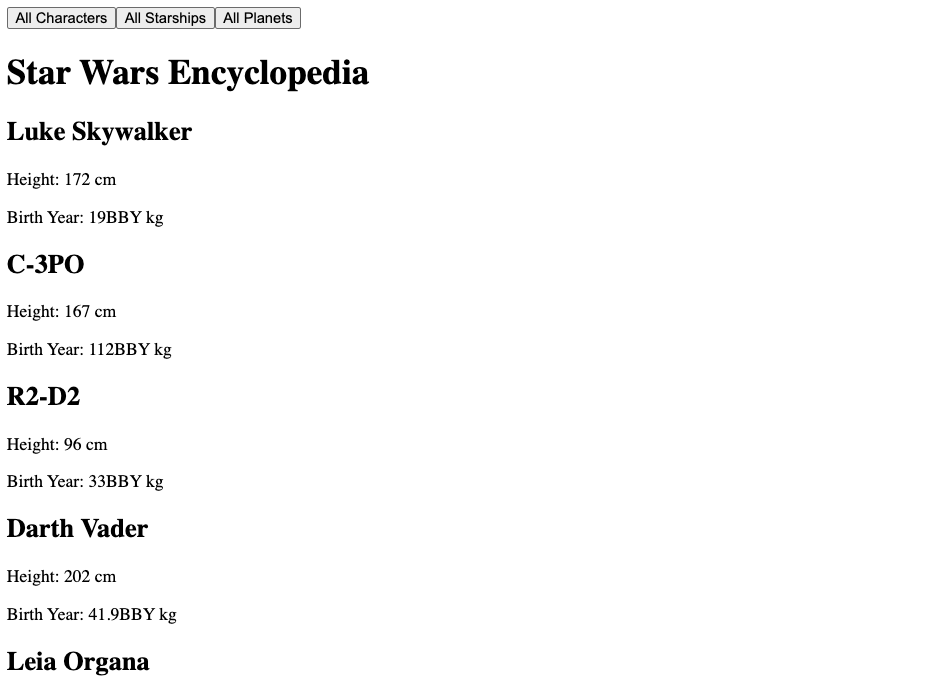 All Characters All Starships All Planets
Star Wars Encyclopedia
Luke Skywalker
Height: 172 cm
Birth Year: 19BBY kg
C-3PO
Height: 167 cm
Birth Year: 112BBY kg
R2-D2
Height: 96 cm
Birth Year: 33BBY kg
Darth Vader
Height: 202 cm
Birth Year: 41.9BBY kg
Leia Organa